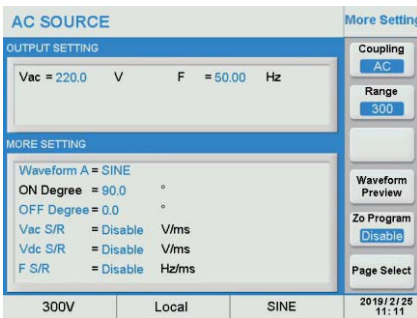 AC SOURCE
More Setting
OUTPUT SETTING
Vac = 220.0 V F = 50.00 Hz
MORE SETTING
Waveform A = SINE
ON Degree = 90.0 °
OFF Degree = 0.0 °
Vac S/R = Disable V/ms
Vdc S/R = Disable V/ms
F S/R = Disable Hz/ms
Coupling
AC
Range
300
Waveform
Preview
Zo Program
Disable
Page Select
300V Local SINE
2019/2/25
11:11